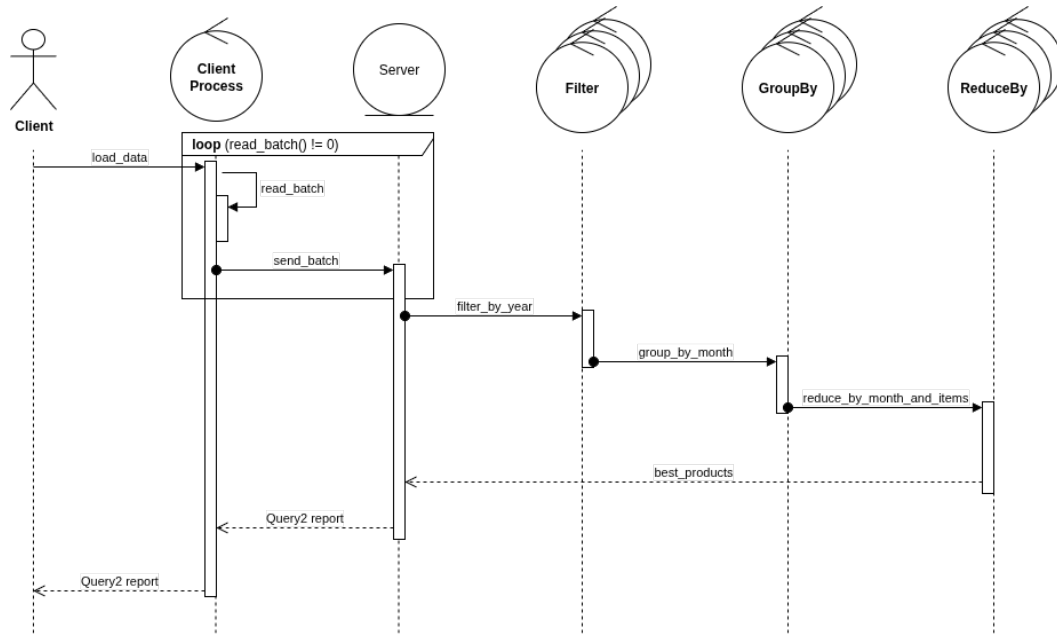 Client
Process
Server
Filter
GroupBy
ReduceBy
Client
loop (read_batch() != 0)
load_data
read_batch
send_batch
filter_by_year
group_by_month
reduce_by_month_and_items
best_products
Query2 report
Query2 report